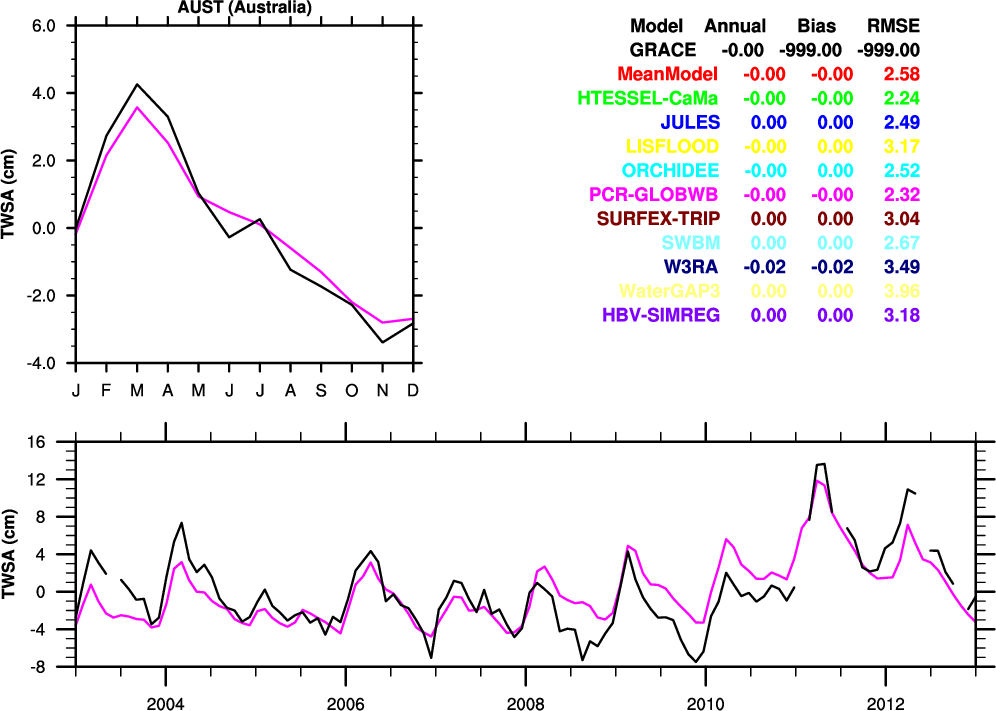 AUST (Australia)
6.0
4.0
2.0
0.0
-2.0
-4.0
TWSA (cm)
J F M A M J J A S O N D
Model Annual Bias RMSE
GRACE -0.00 -999.00 -999.00
MeanModel -0.00 -0.00 2.58
HTESSEL-CaMa -0.00 -0.00 2.24
JULES 0.00 0.00 2.49
LISFLOOD -0.00 0.00 3.17
ORCHIDEE -0.00 0.00 2.52
PCR-GLOBWB -0.00 -0.00 2.32
SURFEX-TRIP 0.00 0.00 3.04
SWBM 0.00 0.00 2.67
W3RA -0.02 -0.02 3.49
WaterGAP3 0.00 0.00 3.96
HBV-SIMREG 0.00 0.00 3.18
16
12
8
4
0
-4
-8
TWSA (cm)
2004 2006 2008 2010 2012